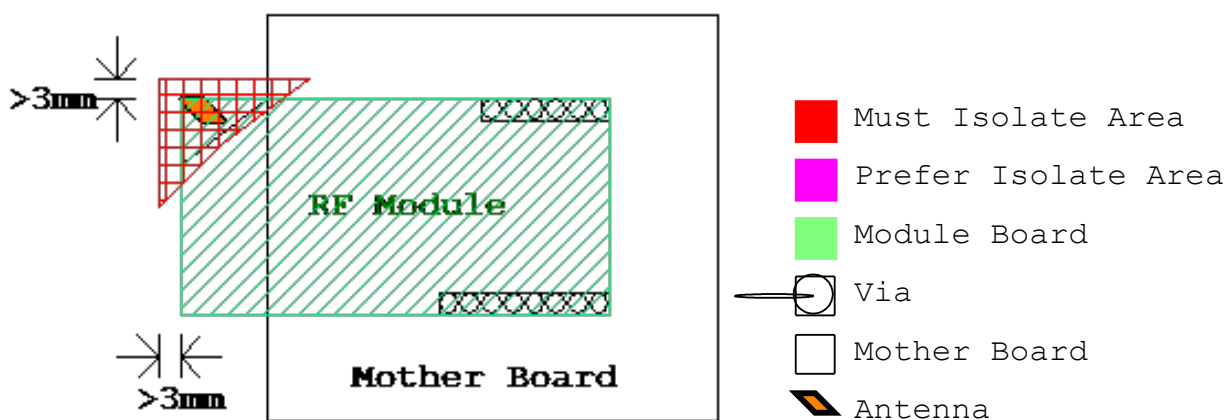 >3mm
RF Module
>3mm
Mother Board
Must Isolate Area
Prefer Isolate Area
Module Board
Via
Mother Board
Antenna